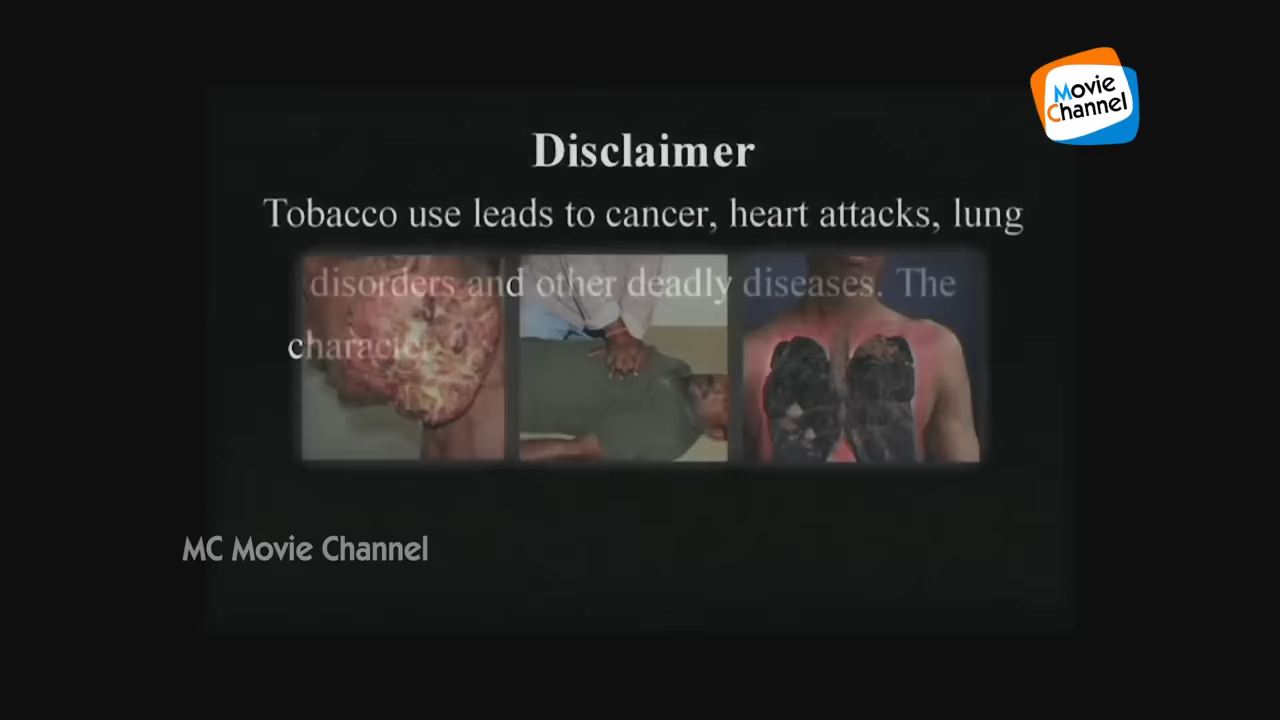 Movie
Channel
Disclaimer
Tobacco use leads to cancer, heart attacks, lung
disorders and other deadly diseases. The
MC Movie Channel